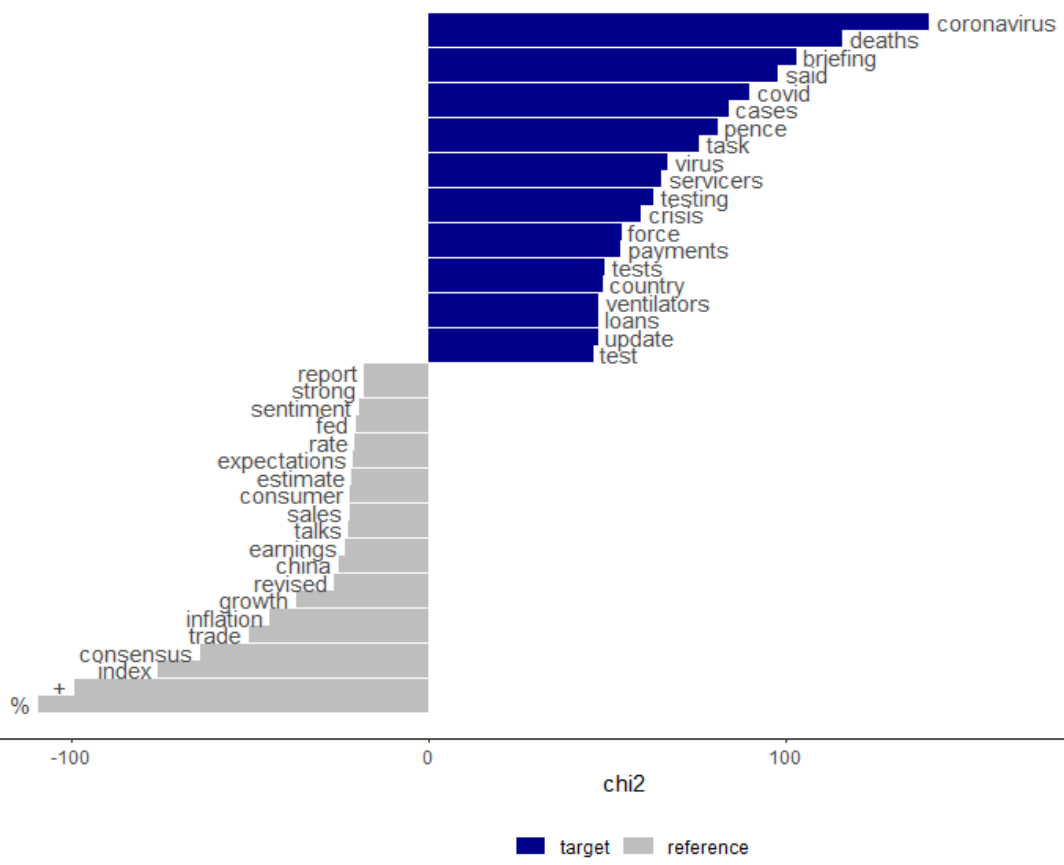 coronavirus
deaths
briefing
said
covid
cases
pence
task
virus
servicers
testing
crisis
force
payments
tests
country
ventilators
loans
update
test
report
strong
sentiment
fed
rate
expectations
estimate
consumer
sales
talks
earnings
china
revised
growth
inflation
trade
consensus
index
+
%
-100 0 100
chi2
target reference